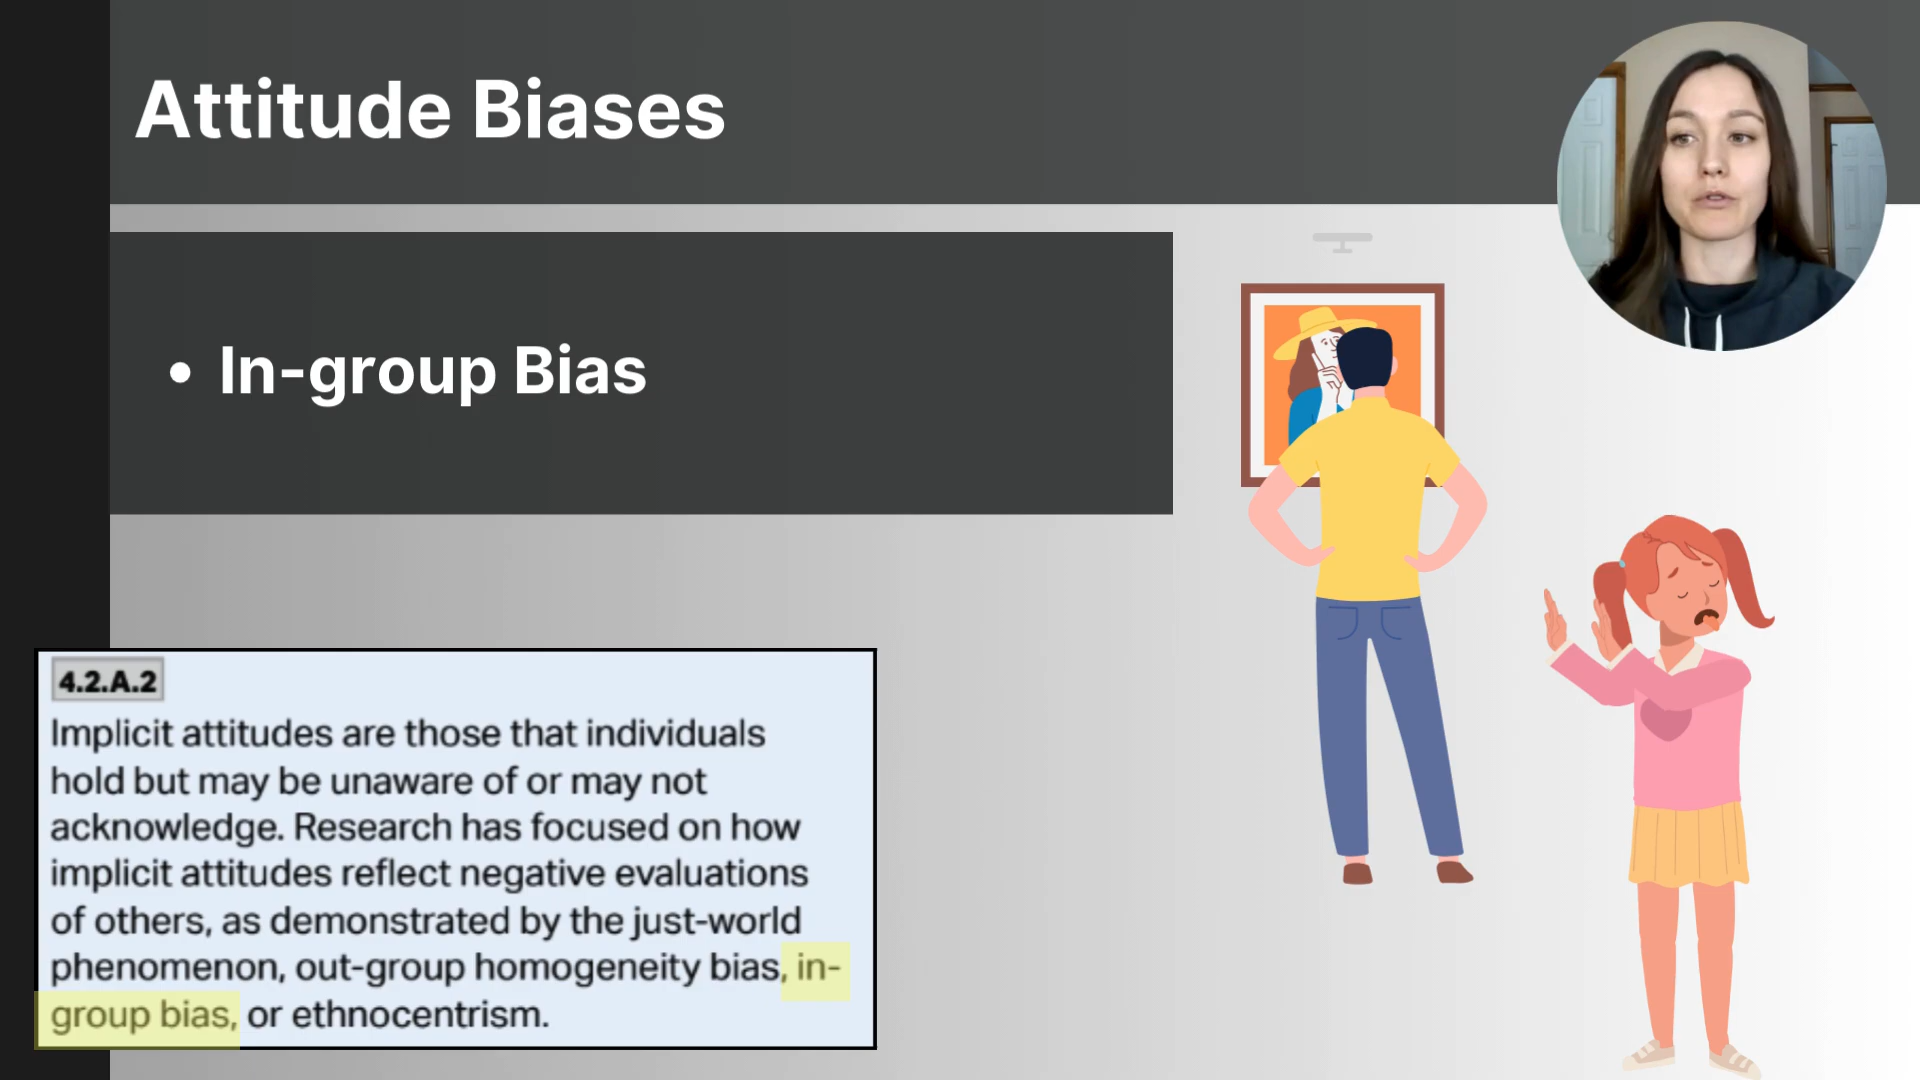 Attitude Biases
• In-group Bias
4.2.A.2
Implicit attitudes are those that individuals
hold but may be unaware of or may not
acknowledge. Research has focused on how
implicit attitudes reflect negative evaluations
of others, as demonstrated by the just-world
phenomenon, out-group homogeneity bias, in-
group bias, or ethnocentrism.